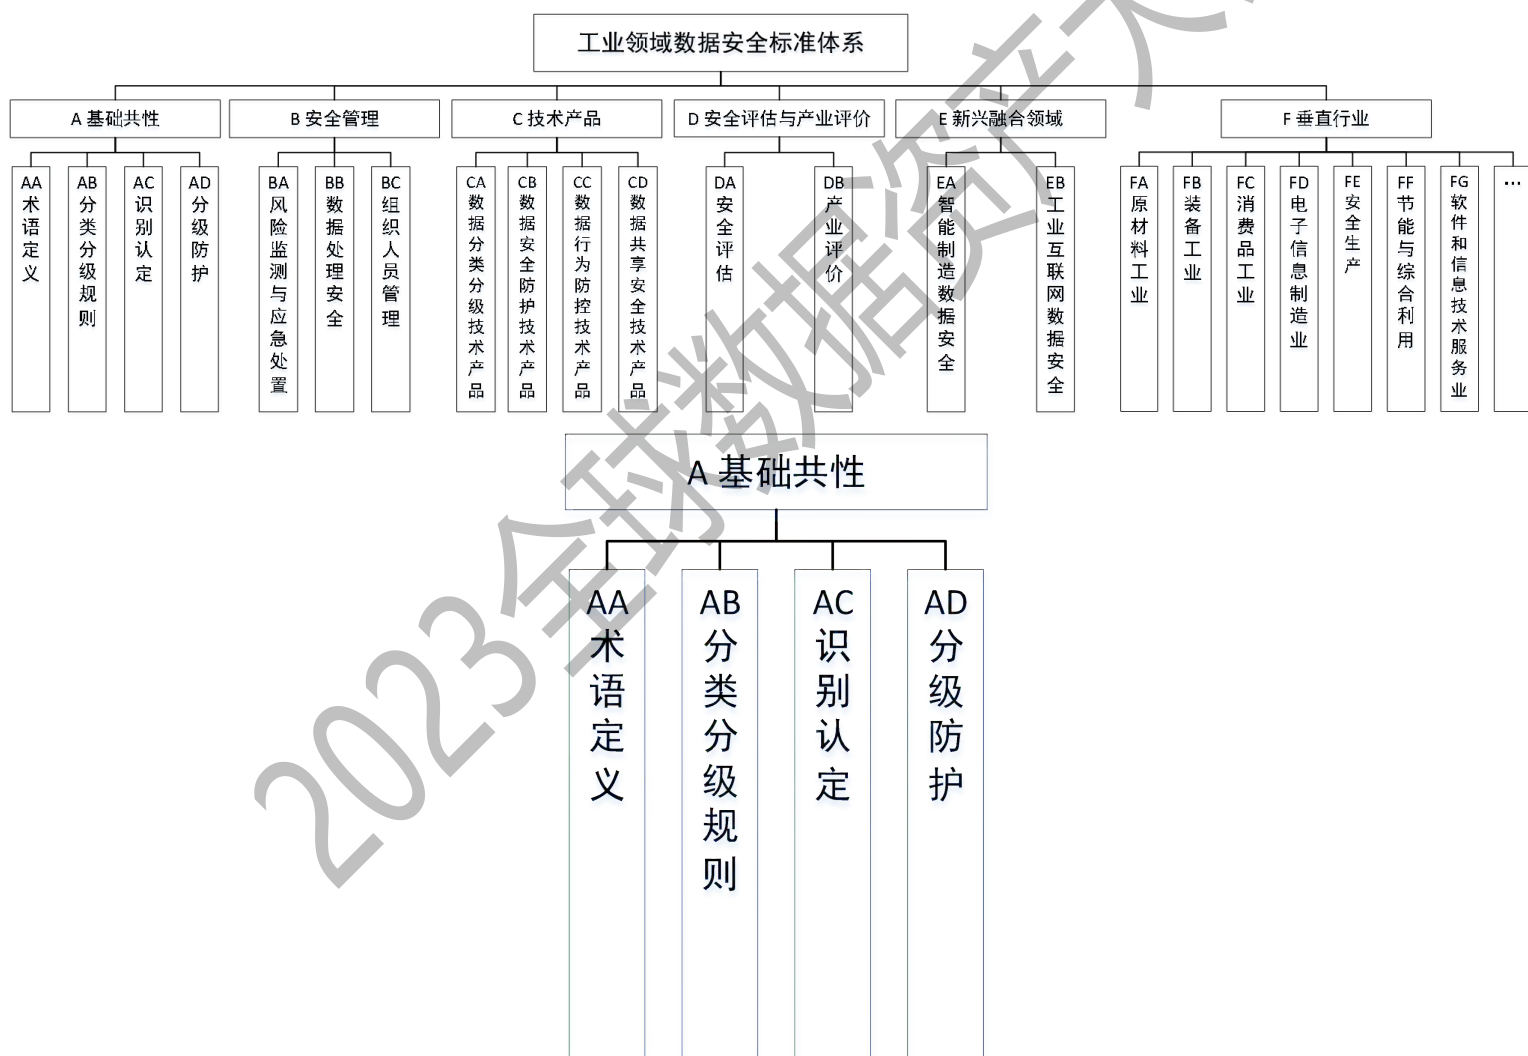 工业领域数据安全标准体系
A 基础共性
B 安全管理
C 技术产品
D 安全评估与产业评价
E 新兴融合领域
F 垂直行业
AA 术语定义
AB 分类分级规则
AC 识别认定
AD 分级防护
BA 风险监测与应急处置
BB 数据处理安全
BC 组织人员管理
CA 数据分类分级技术产品
CB 数据安全防护技术产品
CC 数据行为防控技术产品
CD 数据共享安全技术产品
DA 安全评估
DB 产业评价
EA 智能制造数据安全
EB 工业互联网数据安全
FA 原材料工业
FB 装备工业
FC 消费品工业
FD 电子信息制造业
FE 安全生产
FF 节能与综合利用
FG 软件和信息技术服务业
…
A 基础共性
AA 术语定义
AB 分类分级规则
AC 识别认定
AD 分级防护
2023全球数据资产大